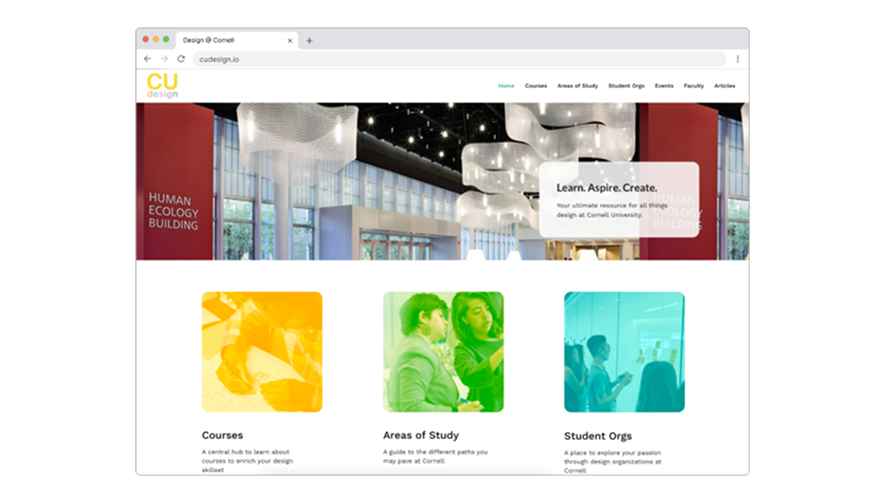 Design @ Cornell
cudesign.io
CU
design
Home Courses Areas of Study Student Orgs Events Faculty Articles
HUMAN
ECOLOGY
BUILDING
Learn. Aspire. Create.
Your ultimate resource for all things
design at Cornell University.
HUMAN
ECOLOGY
BUILDING
Courses
A central hub to learn about
courses to enrich your design
skillset
Areas of Study
A guide to the different paths you
may pave at Cornell
Student Orgs
A place to explore your passion
through design organizations at
Cornell